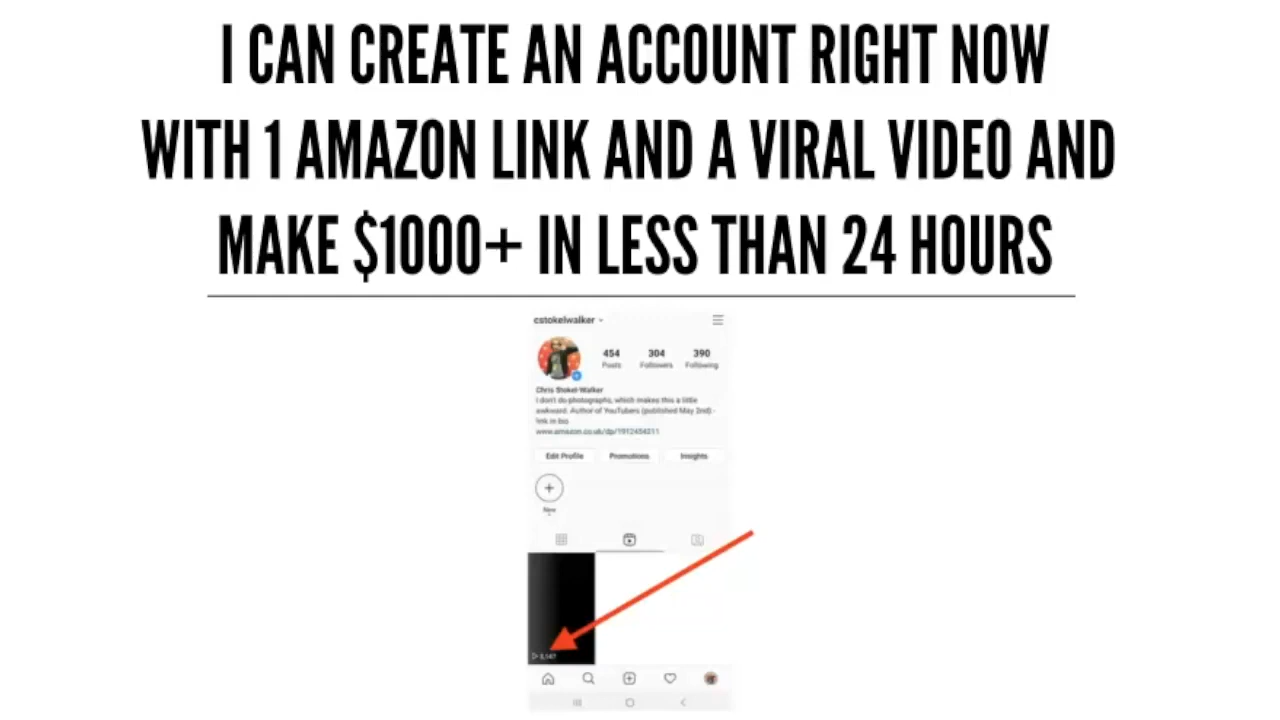 I CAN CREATE AN ACCOUNT RIGHT NOW
WITH 1 AMAZON LINK AND A VIRAL VIDEO AND
MAKE $1000+ IN LESS THAN 24 HOURS
cstokelwalker
454 304 390
Posts Followers Following
Chris Stokel-Walker
I don't do photographs, which makes this a little
awkward. Author of YouTubers (published May 2nd) -
link in bio
www.amazon.co.uk/dp/1912454211
Edit Profile Promotions Insights
New